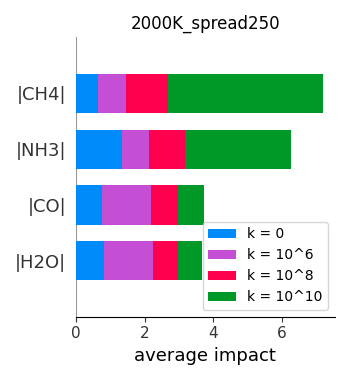 2000K_spread250
|CH4|
|NH3|
|CO|
|H2O|
k = 0
k = 10^6
k = 10^8
k = 10^10
0 2 4 6
average impact